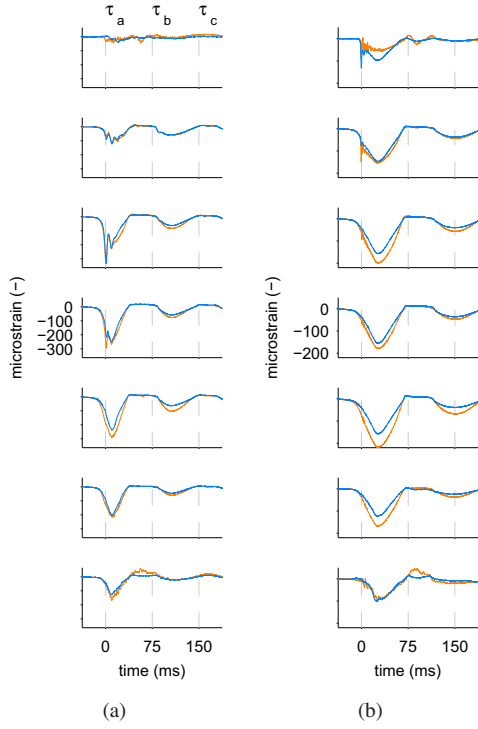 τa τb τc
microstrain (−)
0
−100
−200
−300
microstrain (−)
0
−100
−200
0 75 150
0 75 150
time (ms)
time (ms)
(a)
(b)